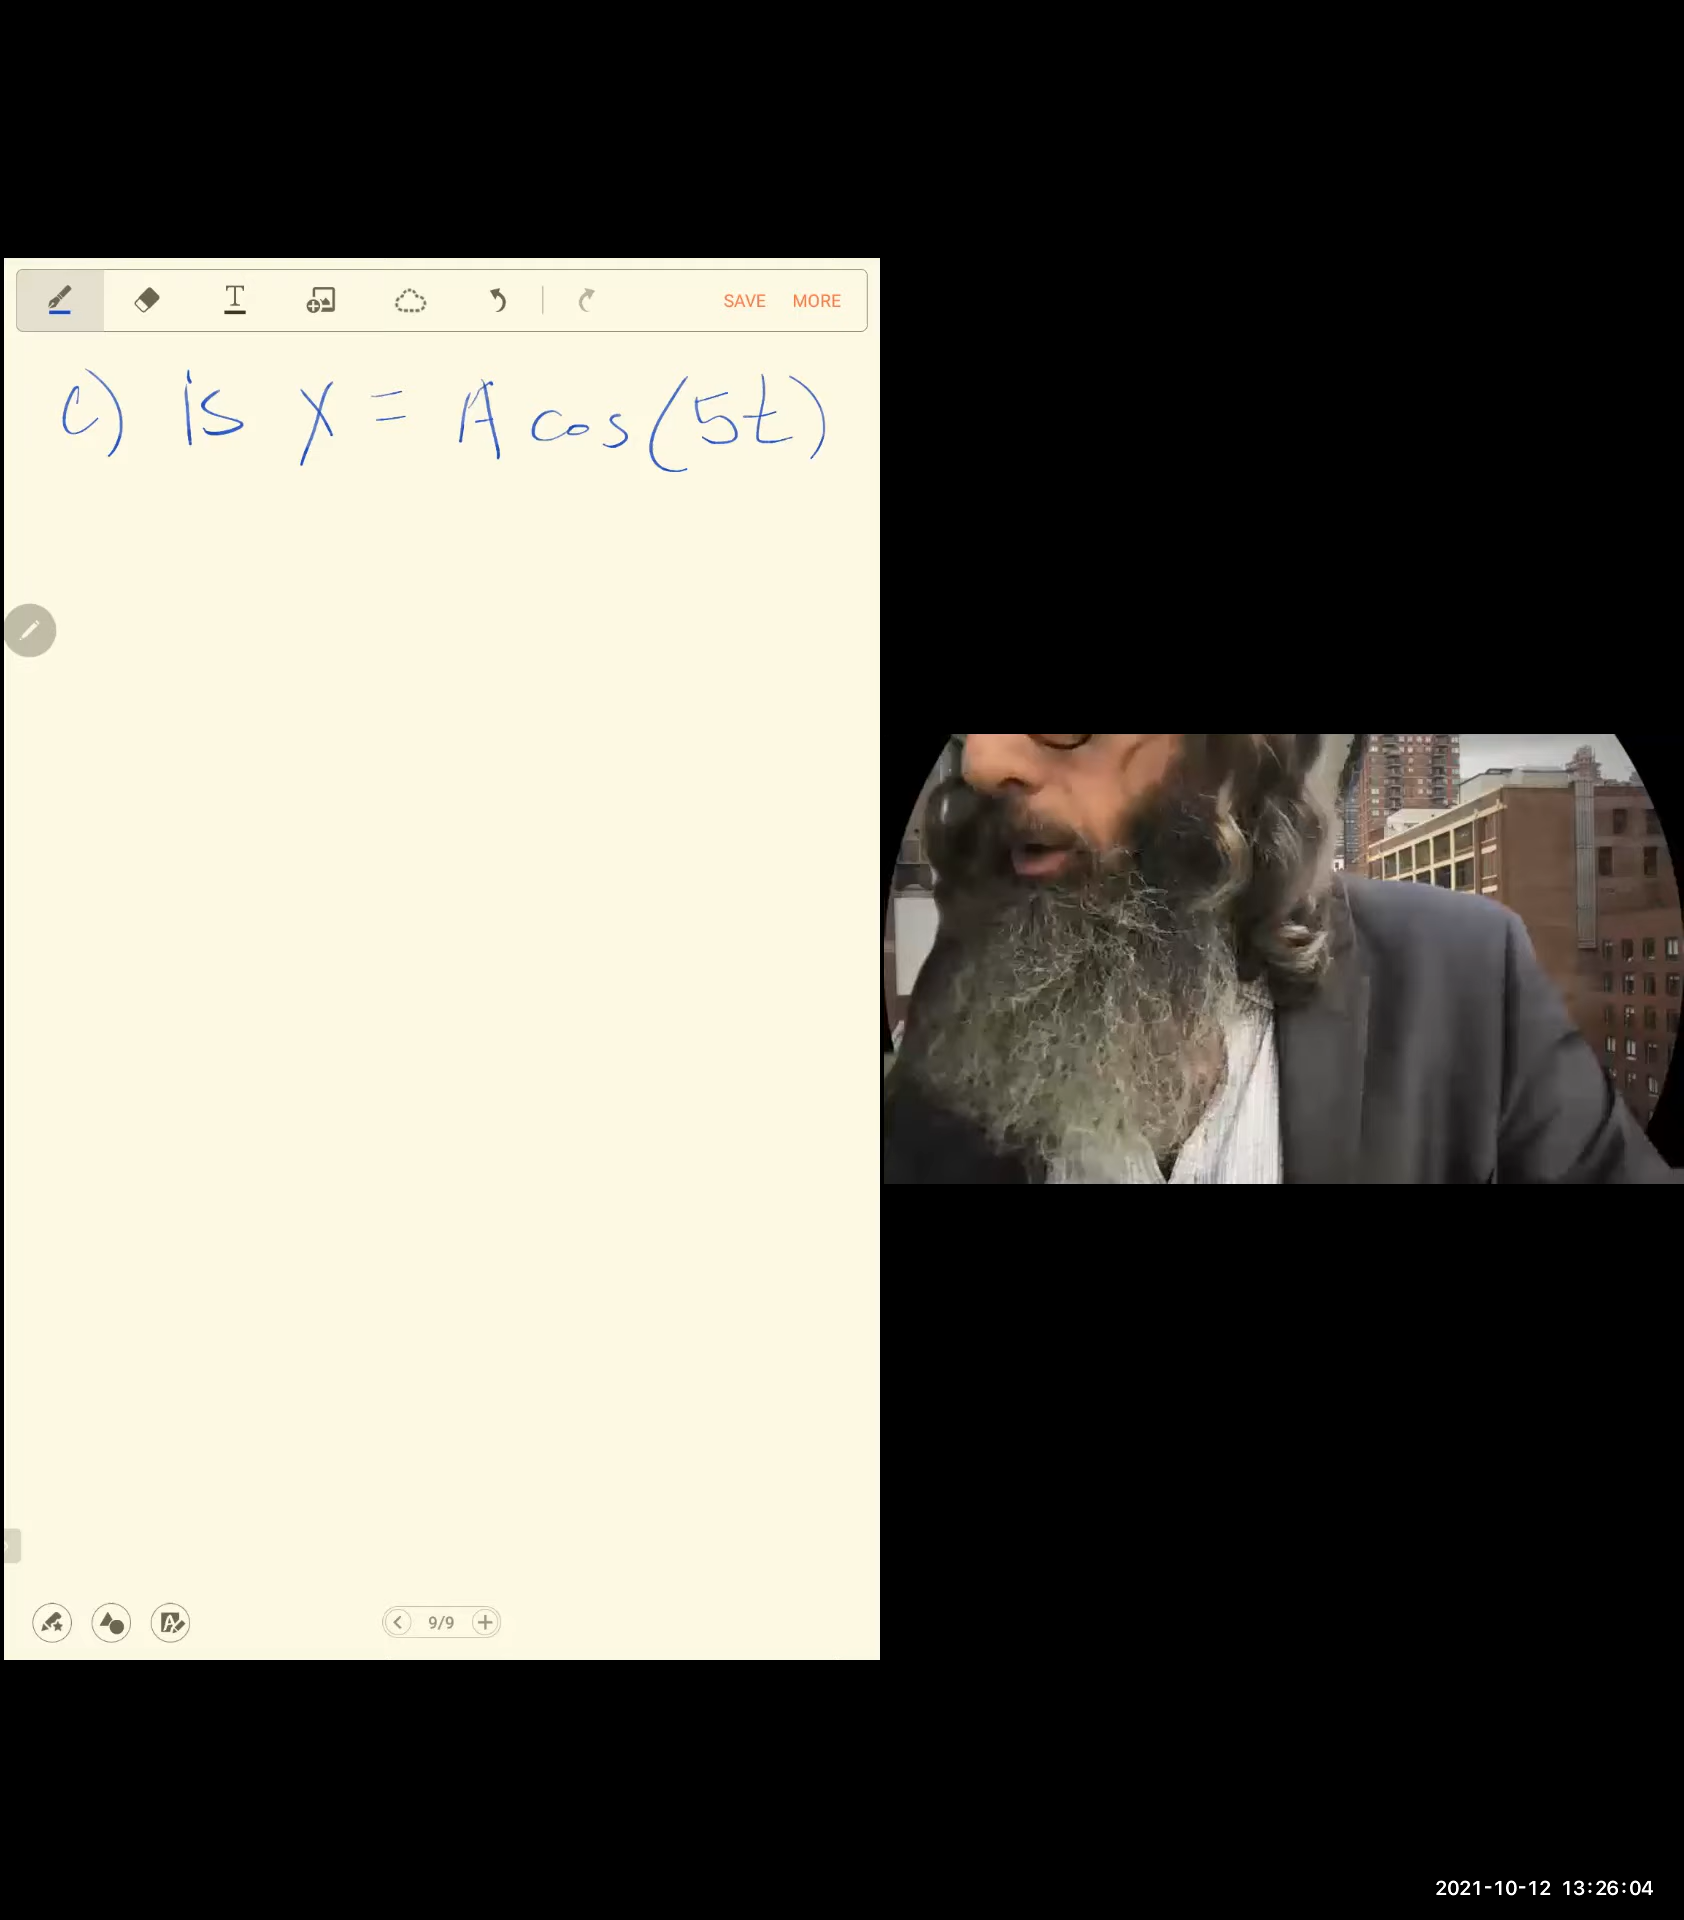 T
SAVE MORE
c) is x = A cos(5t)
A
9/9
2021-10-12 13:26:04